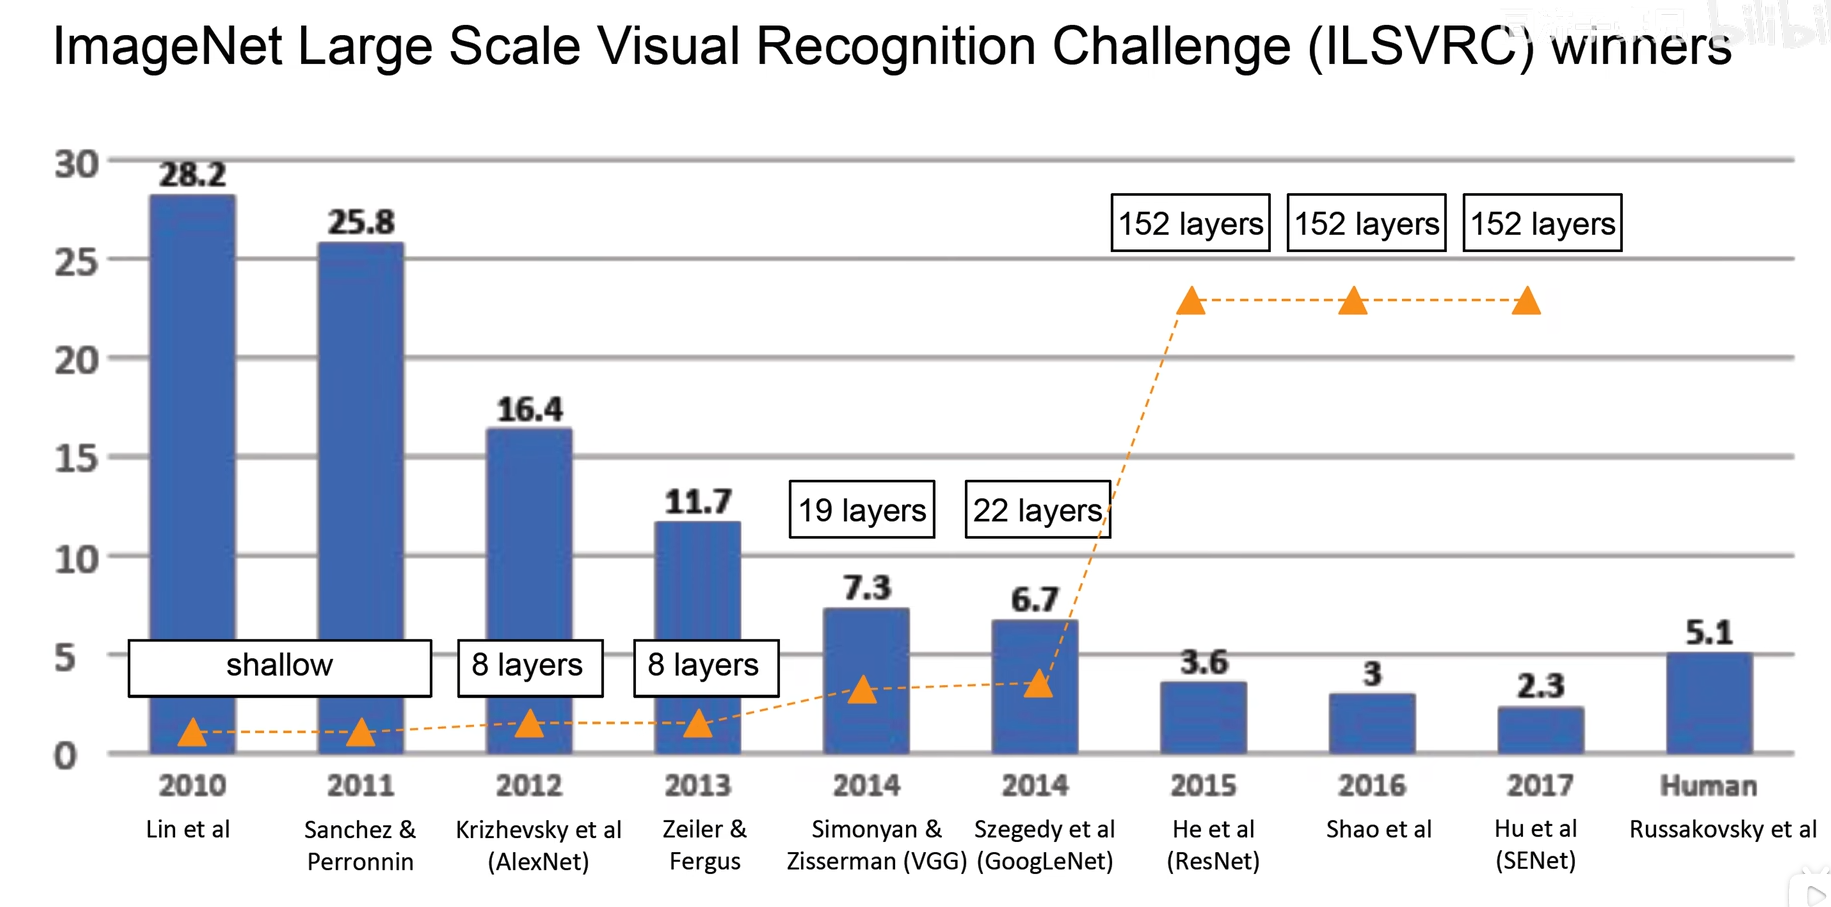 ImageNet Large Scale Visual Recognition Challenge (ILSVRC) winners
bilibili
30
25
20
15
10
5
0
28.2
25.8
16.4
11.7
7.3
6.7
3.6
3
2.3
5.1
shallow
8 layers
8 layers
19 layers
22 layers
152 layers
152 layers
152 layers
2010
2011
2012
2013
2014
2014
2015
2016
2017
Human
Lin et al
Sanchez &
Perronnin
Krizhevsky et al
(AlexNet)
Zeiler &
Fergus
Simonyan &
Zisserman (VGG)
Szegedy et al
(GoogLeNet)
He et al
(ResNet)
Shao et al
Hu et al
(SENet)
Russakovsky et al